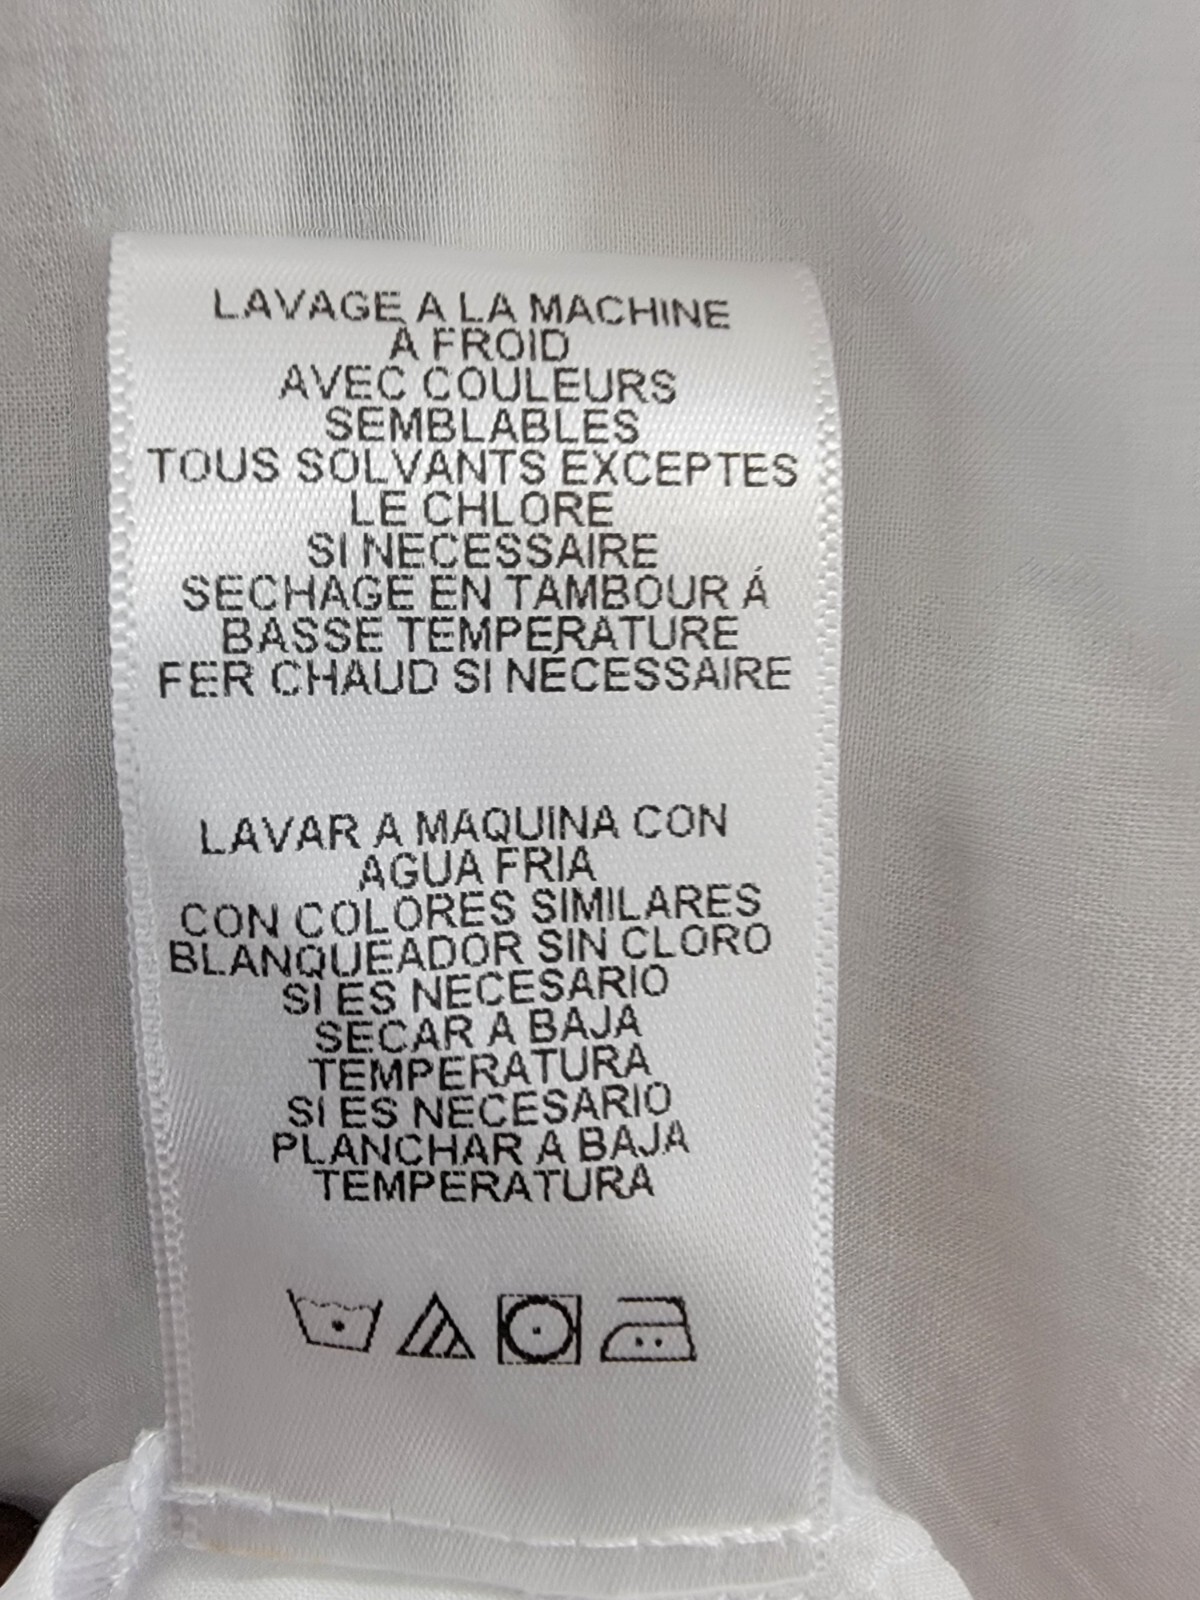 LAVAGE A LA MACHINE
A FROID
AVEC COULEURS
SEMBLABLES
TOUS SOLVANTS EXCEPTES
LE CHLORE
SI NECESSAIRE
SECHAGE EN TAMBOUR Á
BASSE TEMPERATURE
FER CHAUD SI NÉCESSAIRE
LAVAR A MAQUINA CON
AGUA FRIA
CON COLORES SIMILARES
BLANQUEADOR SIN CLORO
SI ES NECESARIO
SECAR A BAJA
TEMPERATURA
SI ES NECESARIO
PLANCHAR A BAJA
TEMPERATURA